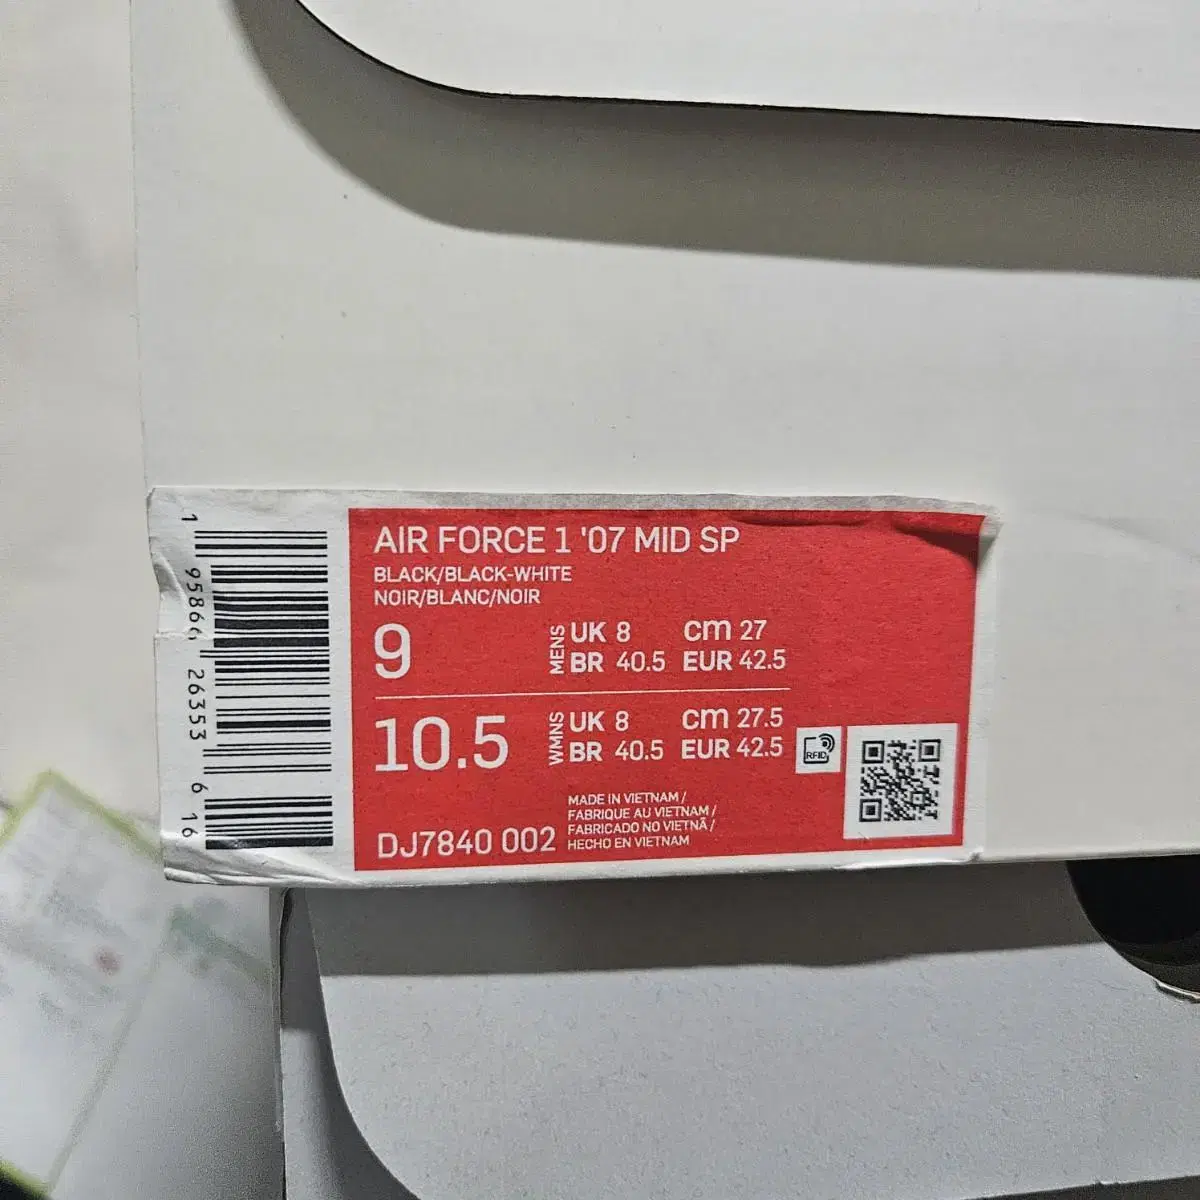 1 95866 26353 6 16
AIR FORCE 1 '07 MID SP
BLACK/BLACK-WHITE
NOIR/BLANC/NOIR
9
MENS
UK 8 cm 27
BR 40.5 EUR 42.5
10.5
WMNS
UK 8 cm 27.5
BR 40.5 EUR 42.5
RFID
DJ7840 002
MADE IN VIETNAM /
FABRIQUE AU VIETNAM /
FABRICADO NO VIETNÃ /
HECHO EN VIETNAM